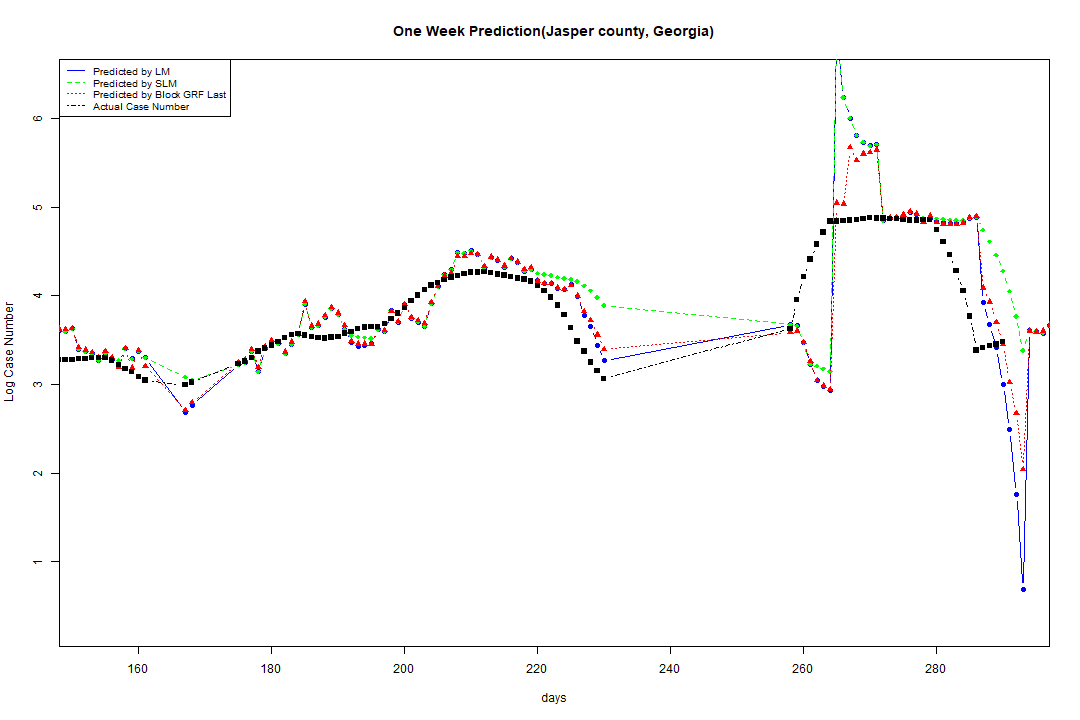 One Week Prediction(Jasper county, Georgia)
Predicted by LM
Predicted by SLM
Predicted by Block GRF Last
Actual Case Number
Log Case Number
6
5
4
3
2
1
160 180 200 220 240 260 280
days